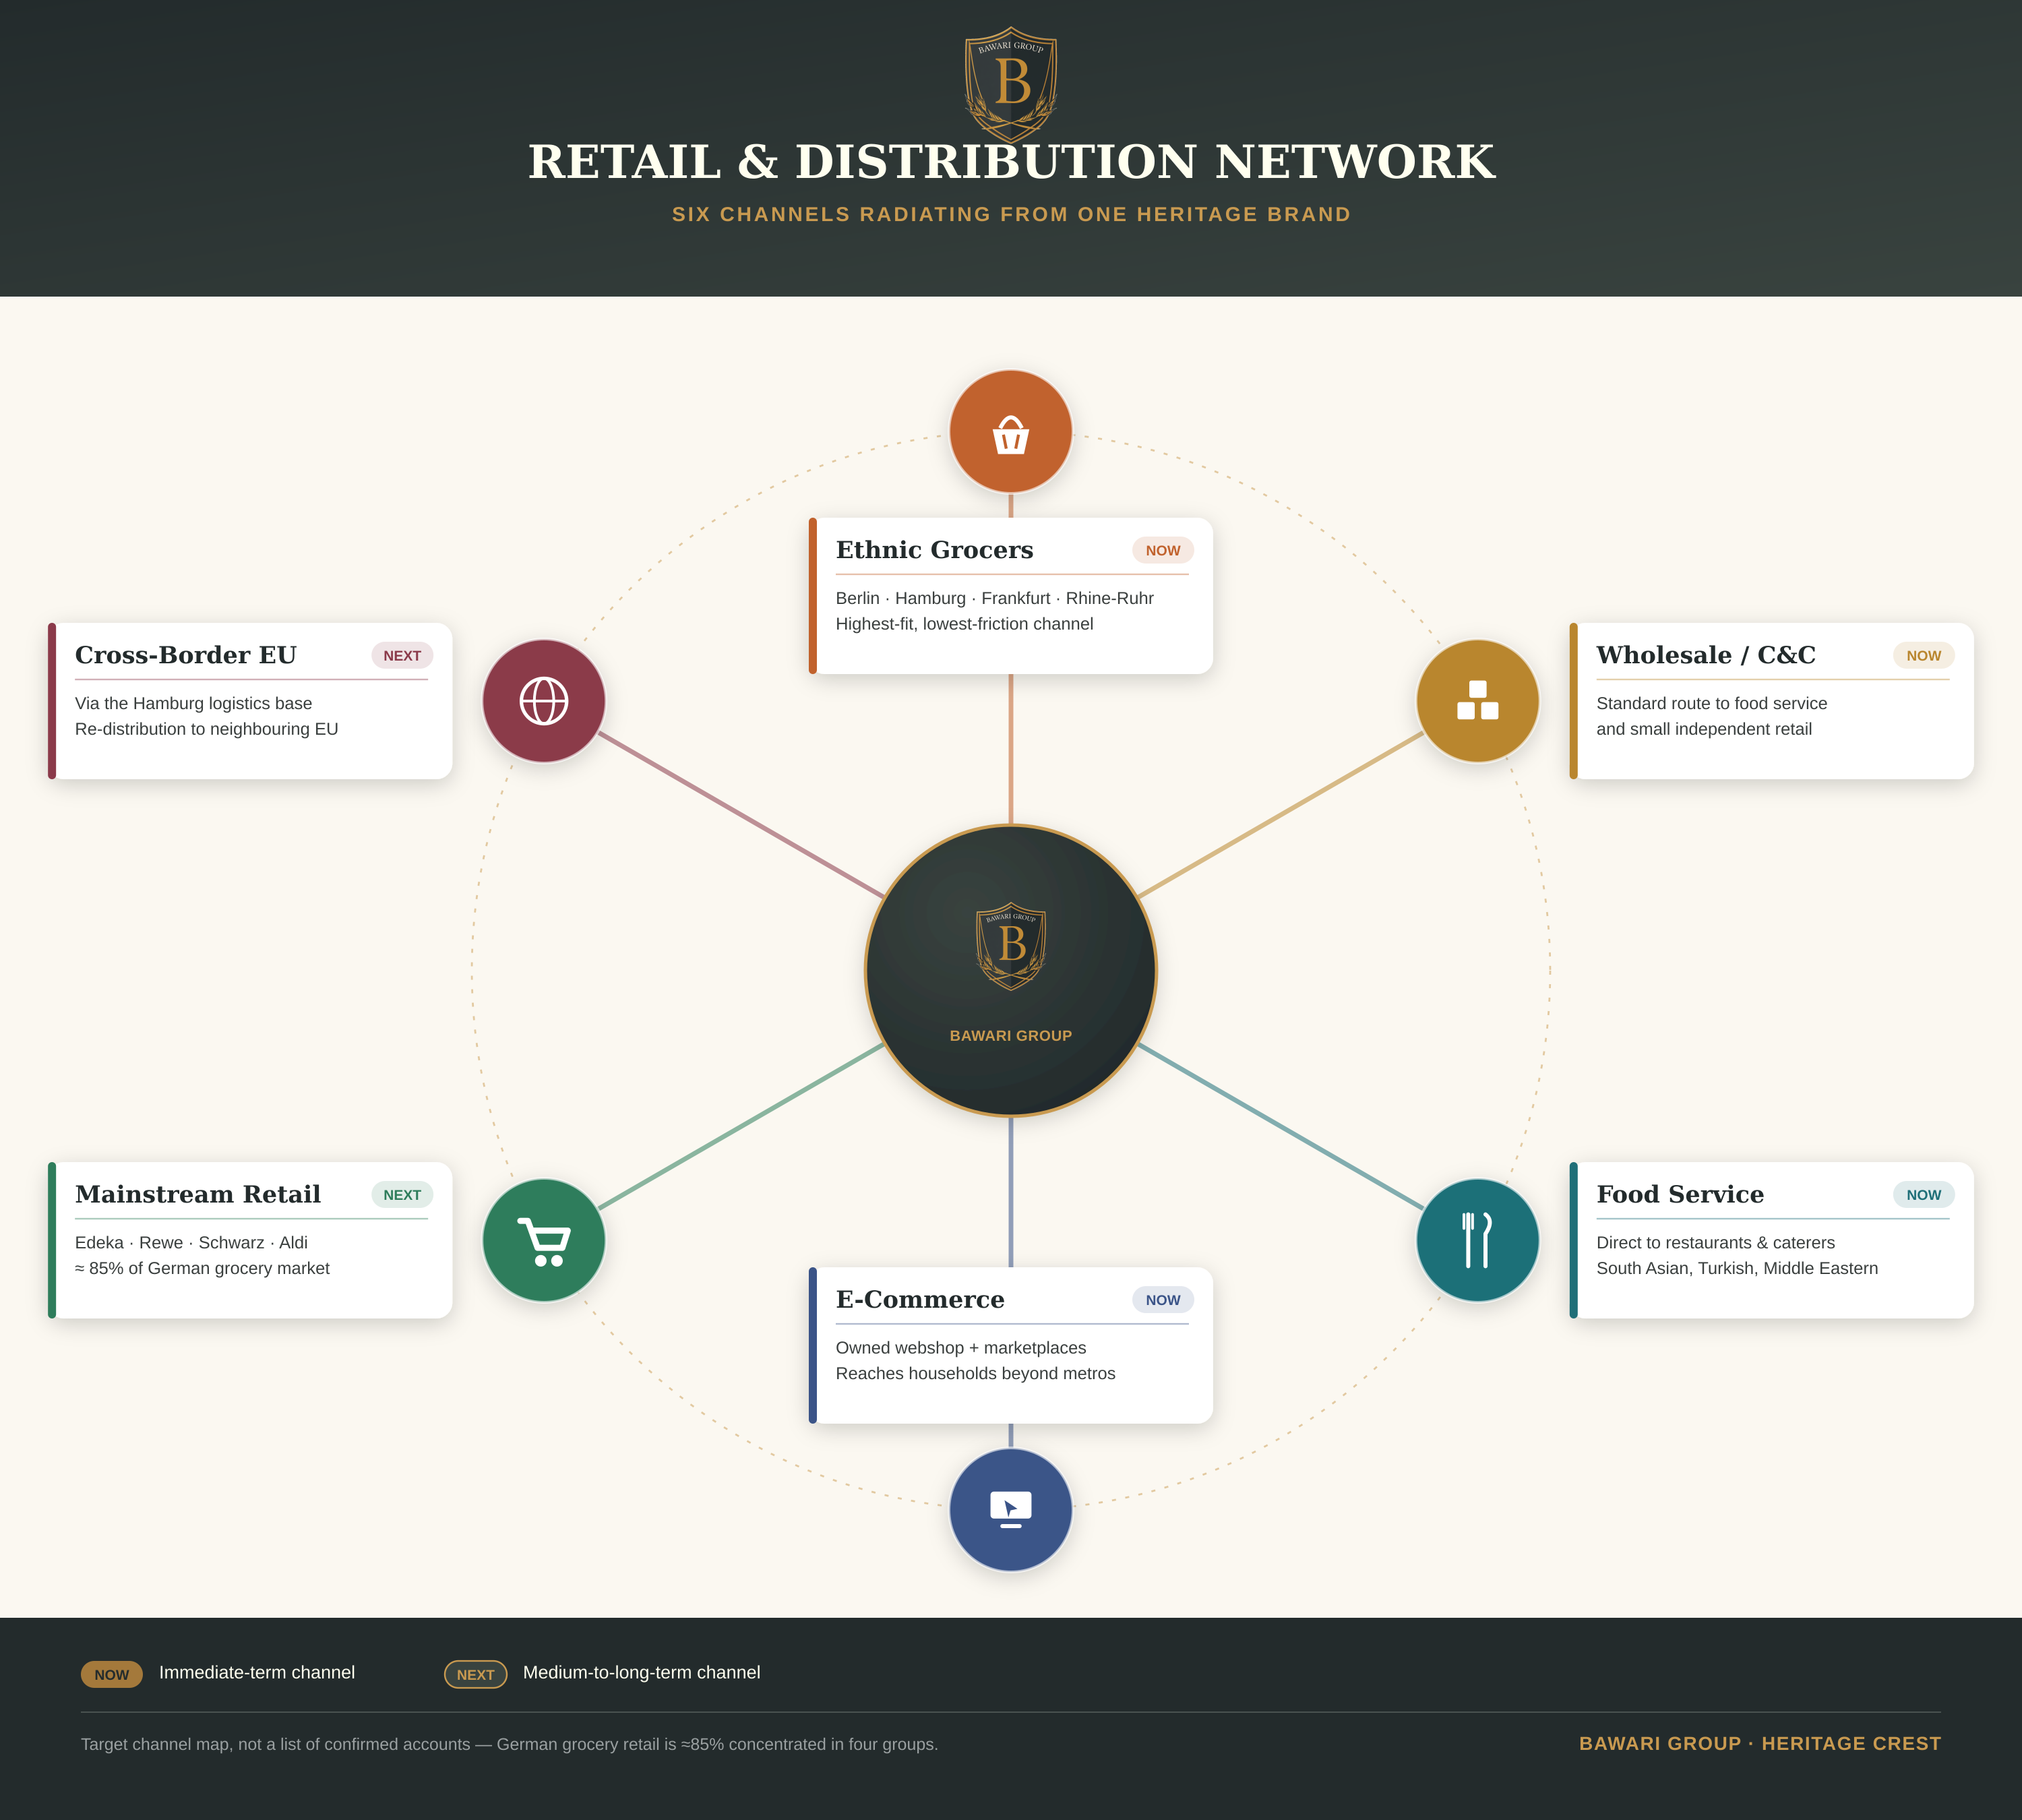 BAWARI GROUP
B
RETAIL & DISTRIBUTION NETWORK
SIX CHANNELS RADIATING FROM ONE HERITAGE BRAND
Ethnic Grocers
NOW
Berlin · Hamburg · Frankfurt · Rhine-Ruhr
Highest-fit, lowest-friction channel
Cross-Border EU
NEXT
Via the Hamburg logistics base
Re-distribution to neighbouring EU
Wholesale / C&C
NOW
Standard route to food service
and small independent retail
BAWARI GROUP
B
BAWARI GROUP
Mainstream Retail
NEXT
Edeka · Rewe · Schwarz · Aldi
≈ 85% of German grocery market
Food Service
NOW
Direct to restaurants & caterers
South Asian, Turkish, Middle Eastern
E-Commerce
NOW
Owned webshop + marketplaces
Reaches households beyond metros
NOW
Immediate-term channel
NEXT
Medium-to-long-term channel
Target channel map, not a list of confirmed accounts — German grocery retail is ≈85% concentrated in four groups.
BAWARI GROUP · HERITAGE CREST